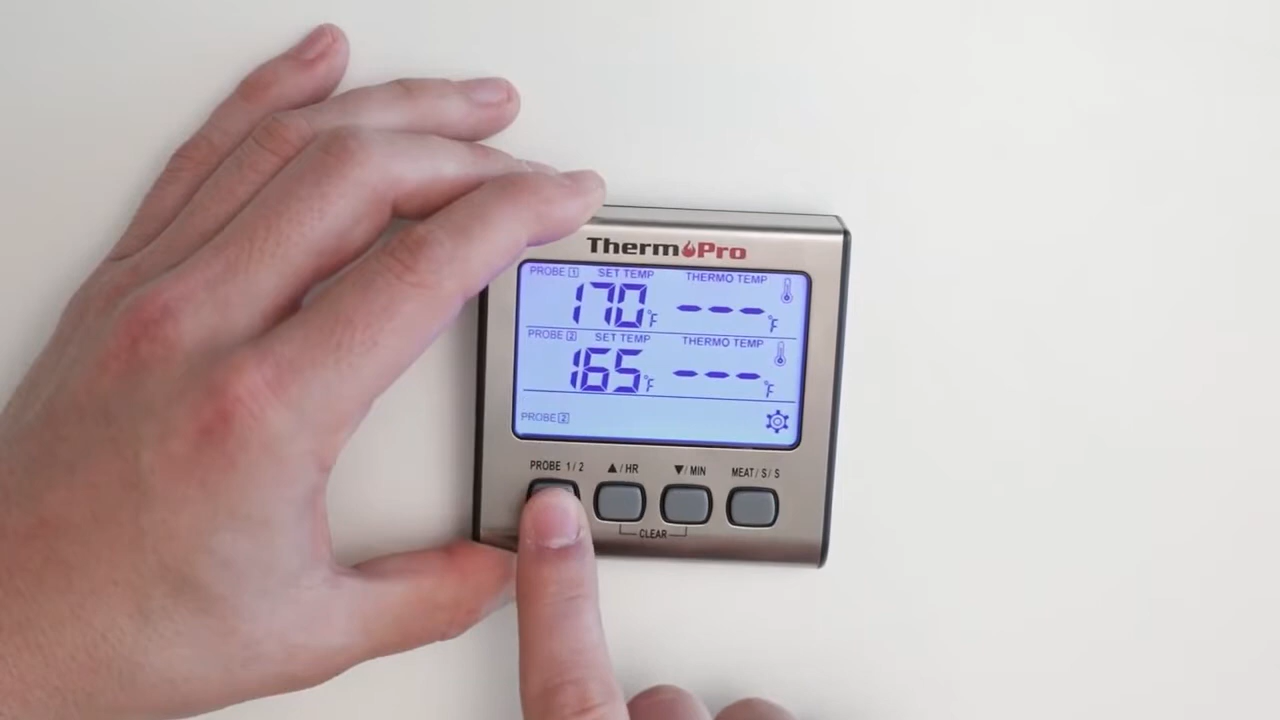 ThermoPro
PROBE 1 SET TEMP THERMO TEMP
170 °F --- °F
PROBE 2 SET TEMP THERMO TEMP
165 °F --- °F
PROBE 2
PROBE 1/2 ▲/HR ▼/MIN MEAT/S/S
CLEAR